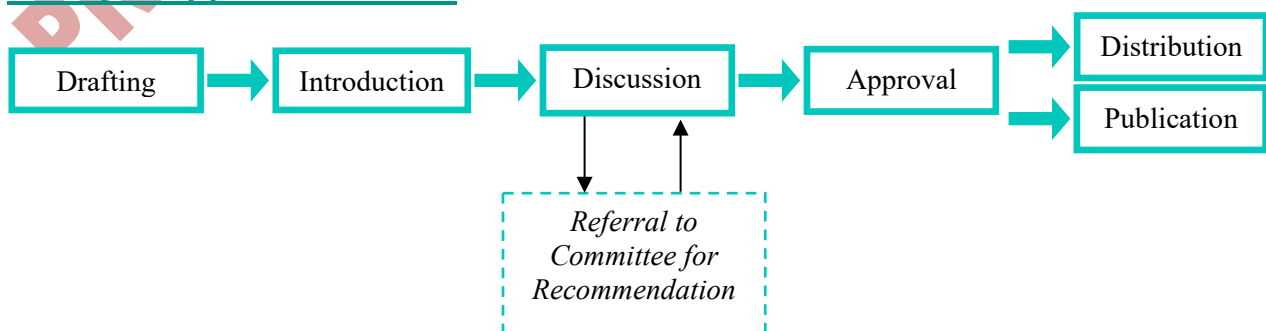 Drafting
Introduction
Discussion
Approval
Distribution
Publication
Referral to
Committee for
Recommendation